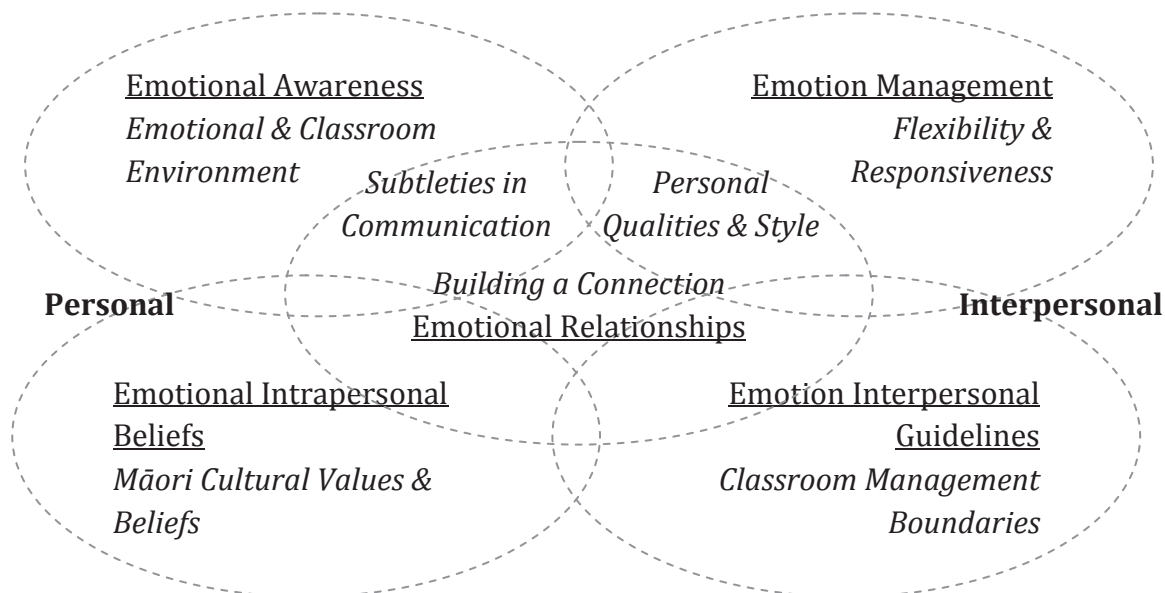 Emotional Awareness
Emotional & Classroom
Environment
Emotion Management
Flexibility &
Responsiveness
Subtleties in
Communication
Personal
Qualities & Style
Building a Connection
Emotional Relationships
Personal
Interpersonal
Emotional Intrapersonal
Beliefs
Māori Cultural Values &
Beliefs
Emotion Interpersonal
Guidelines
Classroom Management
Boundaries